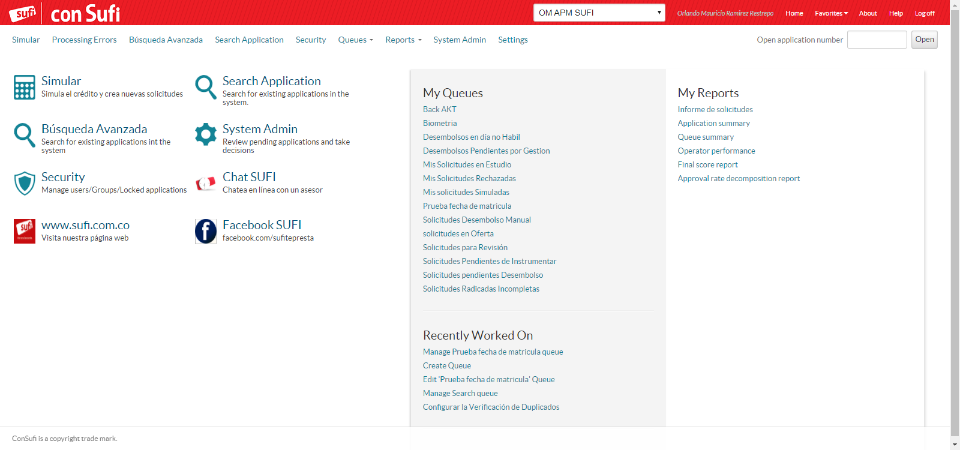 sufi con Sufi OM APM SUFI Orlando Mauricio Ramirez Restrepo Home Favorites About Help Log off
Simular Processing Errors Búsqueda Avanzada Search Application Security Queues Reports System Admin Settings Open application number Open
Simular
Simula el crédito y crea nuevas solicitudes
Search Application
Search for existing applications in the
system.
Búsqueda Avanzada
Search for existing applications int the
system
System Admin
Review pending applications and take
decisions
Security
Manage users/Groups/Locked applications
Chat SUFI
Chatea en línea con un asesor
sufi
www.sufi.com.co
Visita nuestra página web
f
Facebook SUFI
facebook.com/sufitepresta
My Queues
Back AKT
Biometria
Desembolsos en dia no Habil
Desembolsos Pendientes por Gestion
Mis Solicitudes en Estudio
Mis Solicitudes Rechazadas
Mis solicitudes Simuladas
Prueba fecha de matricula
Solicitudes Desembolso Manual
solicitudes en Oferta
Solicitudes para Revisión
Solicitudes Pendientes de Instrumentar
Solicitudes pendientes Desembolso
Solicitudes Radicadas Incompletas
Recently Worked On
Manage Prueba fecha de matricula queue
Create Queue
Edit 'Prueba fecha de matricula' Queue
Manage Search queue
Configurar la Verificación de Duplicados
My Reports
Informe de solicitudes
Application summary
Queue summary
Operator performance
Final score report
Approval rate decomposition report
ConSufi is a copyright trade mark.